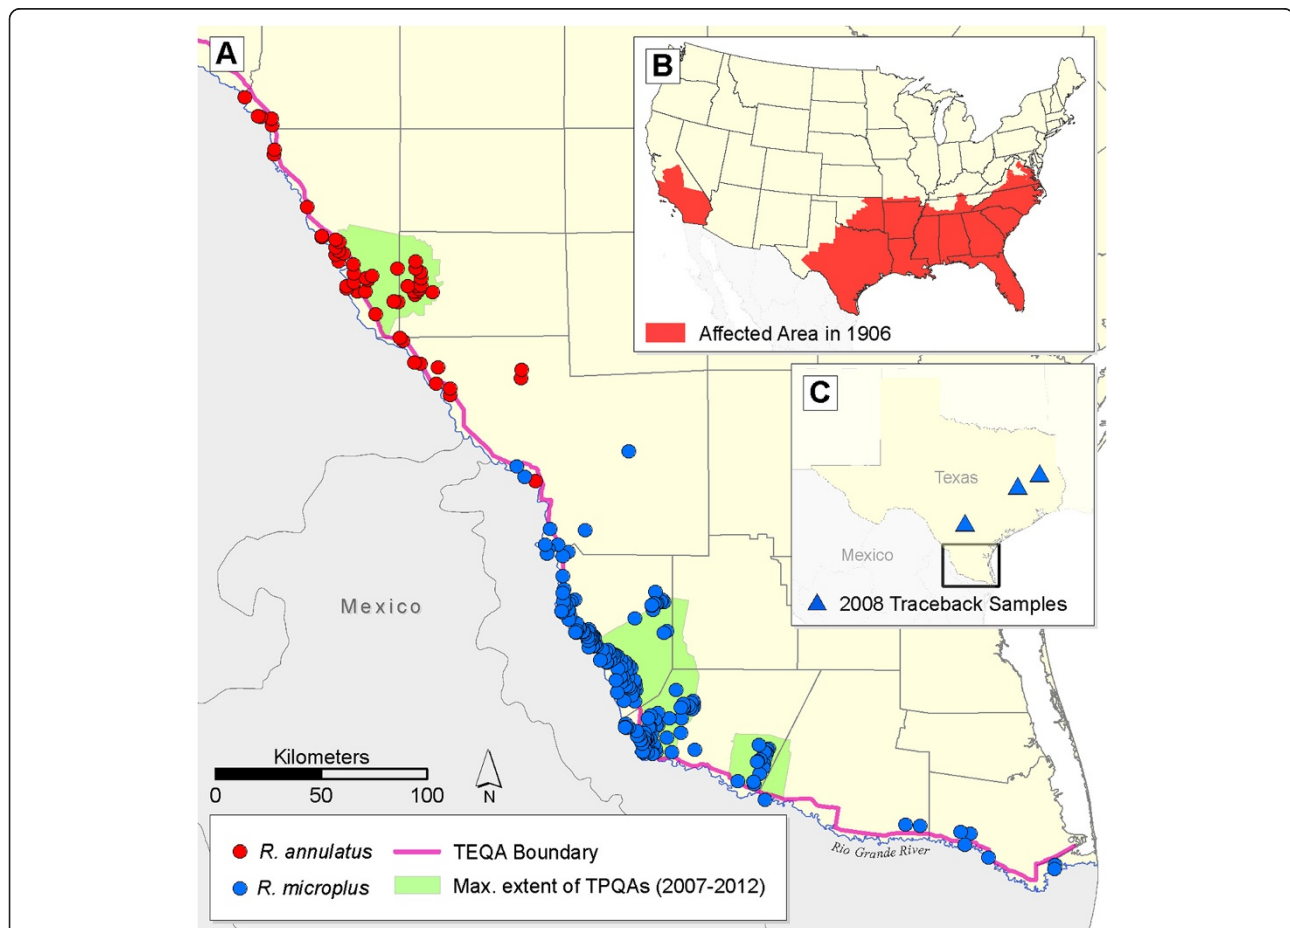 A
B
Affected Area in 1906
C
Texas
Mexico
2008 Traceback Samples
Mexico
Kilometers
0 50 100
N
Rio Grande River
R. annulatus
TEQA Boundary
R. microplus
Max. extent of TPQAs (2007-2012)